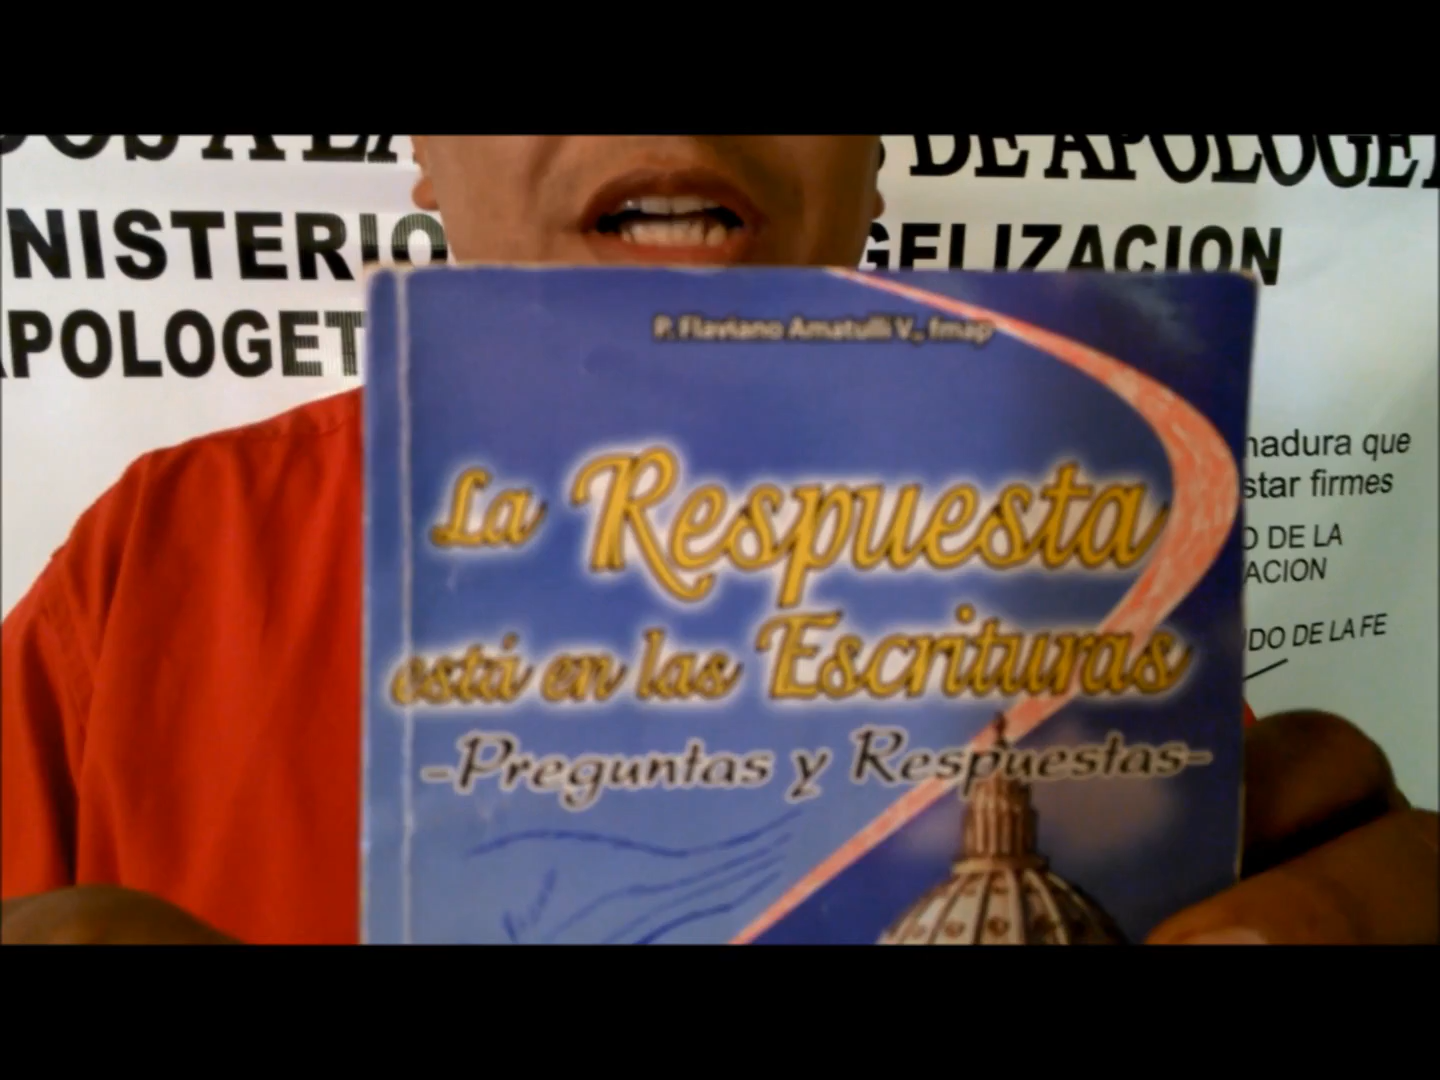 DE APOLOGE
NISTERIO GELIZACION
APOLOGET
P. Flaviano Amatulli V., fmap
La Respuesta
está en las Escrituras
-Preguntas y Respuestas-
madura que
star firmes
O DE LA
ACION
DO DE LA FE